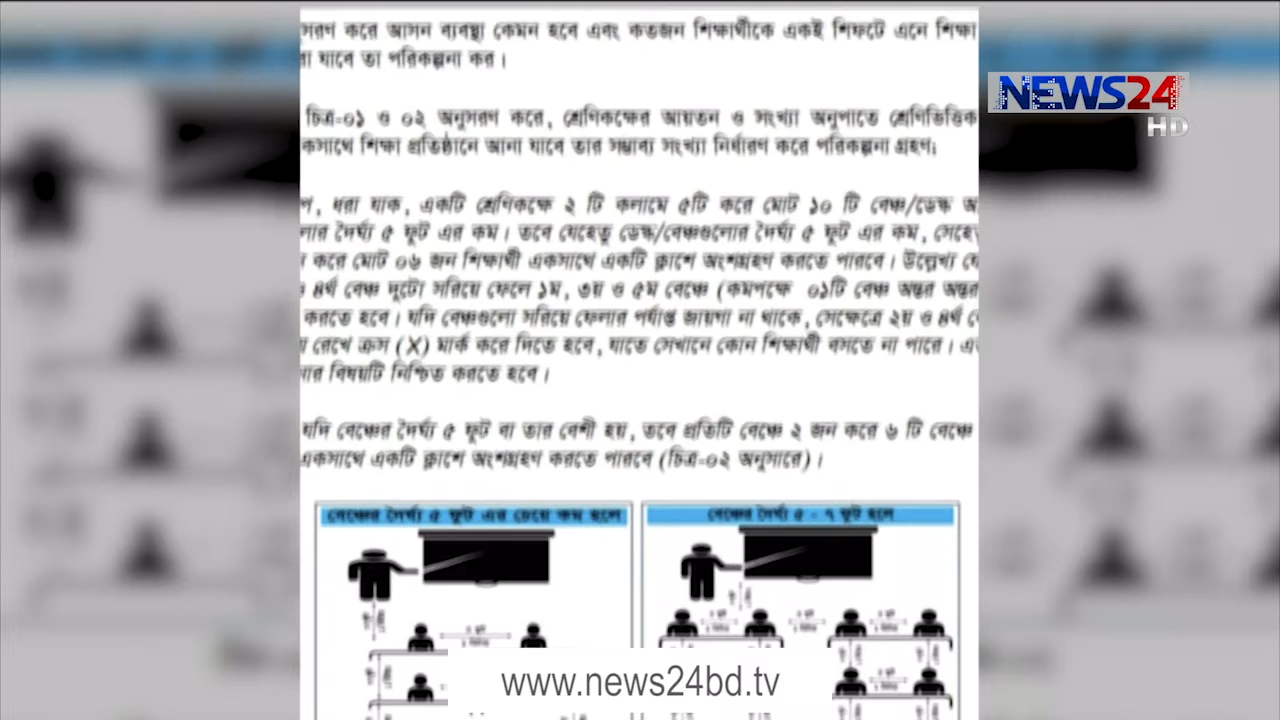 সরণ করে আসন ব্যবস্থা কেমন হবে এবং কতজন শিক্ষার্থীকে একই শিফটে এনে শিক্ষা
যাবে তা পরিকল্পনা কর।
NEWS24
HD
চিত্র-০১ ও ০২ অনুসরণ করে, শ্রেণিকক্ষের আয়তন ও সংখ্যা অনুপাতে শ্রেণিভিত্তিক
কসাথে শিক্ষা প্রতিষ্ঠানে আনা যাবে তার সম্ভাব্য সংখ্যা নির্ধারণ করে পরিকল্পনা গ্রহণ;
প, ধরা যাক, একটি শ্রেণিকক্ষে ২ টি কলামে ৫টি করে মোট ১০ টি বেঞ্চ/ডেস্ক অ
লোর দৈর্ঘ্য ৫ ফুট এর কম। তবে যেহেতু ডেস্ক/বেঞ্চগুলোর দৈর্ঘ্য ৫ ফুট এর কম, সেহেতু
করে মোট ০৬ জন শিক্ষার্থী একসাথে একটি ক্লাশে অংশগ্রহণ করতে পারবে। উল্লেখ্য যে
ও ৪র্থ বেঞ্চ দুটো সরিয়ে ফেলে ১ম, ৩য় ও ৫ম বেঞ্চে (কমপক্ষে ০১টি বেঞ্চ অন্তর অন্তর
করতে হবে। যদি বেঞ্চগুলো সরিয়ে ফেলার পর্যাপ্ত জায়গা না থাকে, সেক্ষেত্রে ২য় ও ৪র্থ বে
রেখে ক্রস (X) মার্ক করে দিতে হবে, যাতে সেখানে কোন শিক্ষার্থী বসতে না পারে। এ
নার বিষয়টি নিশ্চিত করতে হবে।
যদি বেঞ্চের দৈর্ঘ্য ৫ ফুট বা তার বেশী হয়, তবে প্রতিটি বেঞ্চে ২ জন করে ৬ টি বেঞ্চে
একসাথে একটি ক্লাশে অংশগ্রহণ করতে পারবে (চিত্র-০২ অনুসারে)।
বেঞ্চের দৈর্ঘ্য ৫ ফুট এর চেয়ে কম হলে
বেঞ্চের দৈর্ঘ্য ৫ - ৭ ফুট হলে
www.news24bd.tv